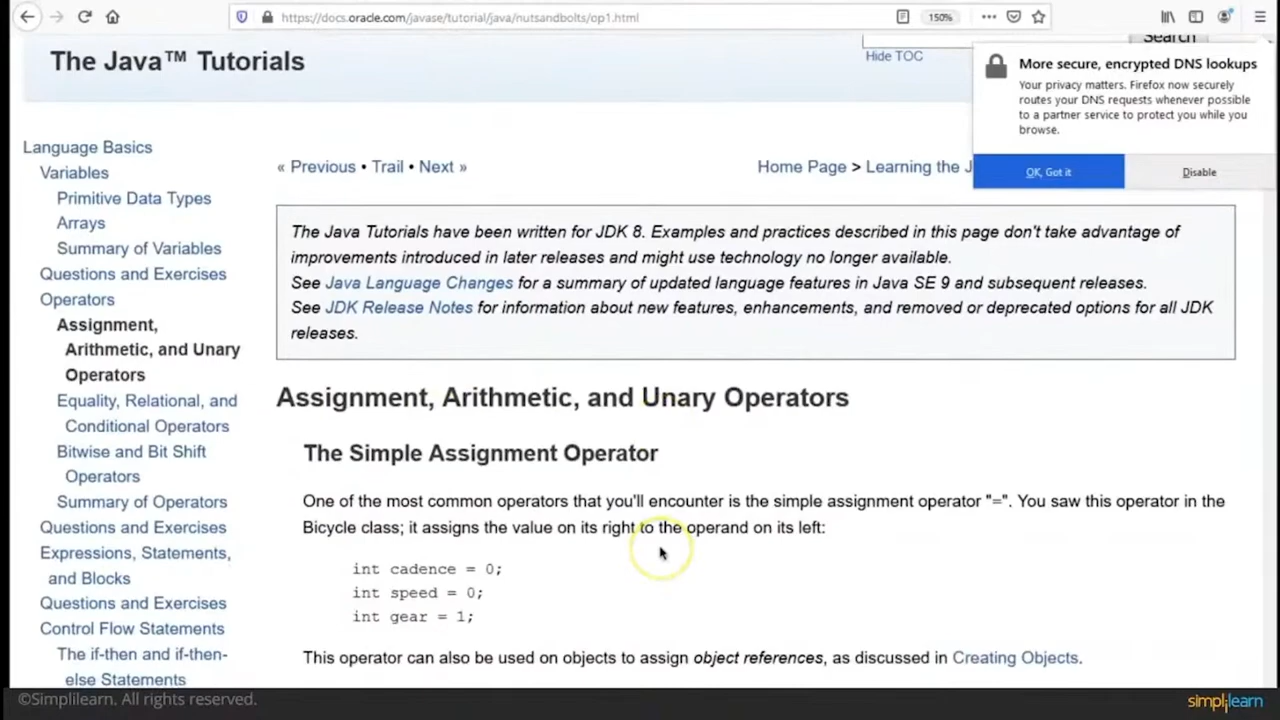 https://docs.oracle.com/javase/tutorial/java/nutsandbolts/op1.html
150%
The Java™ Tutorials
Search
Hide TOC
More secure, encrypted DNS lookups
Your privacy matters. Firefox now securely
routes your DNS requests whenever possible
to a partner service to protect you while you
browse.
OK, Got it
Disable
Language Basics
Variables
Primitive Data Types
Arrays
Summary of Variables
Questions and Exercises
Operators
Assignment,
Arithmetic, and Unary
Operators
Equality, Relational, and
Conditional Operators
Bitwise and Bit Shift
Operators
Summary of Operators
Questions and Exercises
Expressions, Statements,
and Blocks
Questions and Exercises
Control Flow Statements
The if-then and if-then-
else Statements
« Previous • Trail • Next »
Home Page > Learning the J
The Java Tutorials have been written for JDK 8. Examples and practices described in this page don't take advantage of
improvements introduced in later releases and might use technology no longer available.
See Java Language Changes for a summary of updated language features in Java SE 9 and subsequent releases.
See JDK Release Notes for information about new features, enhancements, and removed or deprecated options for all JDK
releases.
Assignment, Arithmetic, and Unary Operators
The Simple Assignment Operator
One of the most common operators that you'll encounter is the simple assignment operator "=". You saw this operator in the
Bicycle class; it assigns the value on its right to the operand on its left:
int cadence = 0;
int speed = 0;
int gear = 1;
This operator can also be used on objects to assign object references, as discussed in Creating Objects.
©Simplilearn. All rights reserved.
simplilearn